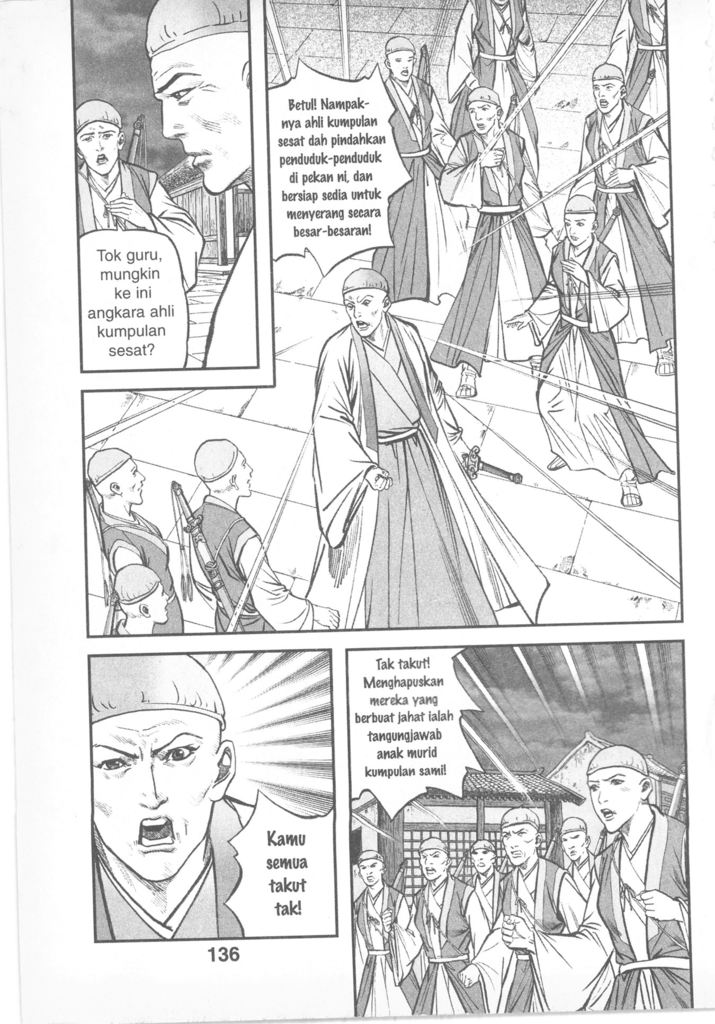 Tok guru,
mungkin
ke ini
angkara ahli
kumpulan
sesat?
Betul! Nampak-
nya ahli kumpulan
sesat dah pindahkan
penduduk-penduduk
di pekan ni, dan
bersiap sedia untuk
menyerang secara
besar-besaran!
Kamu
semua
takut
tak!
Tak takut!
Menghapuskan
mereka yang
berbuat jahat ialah
tangungjawab
anak murid
kumpulan sami!
136